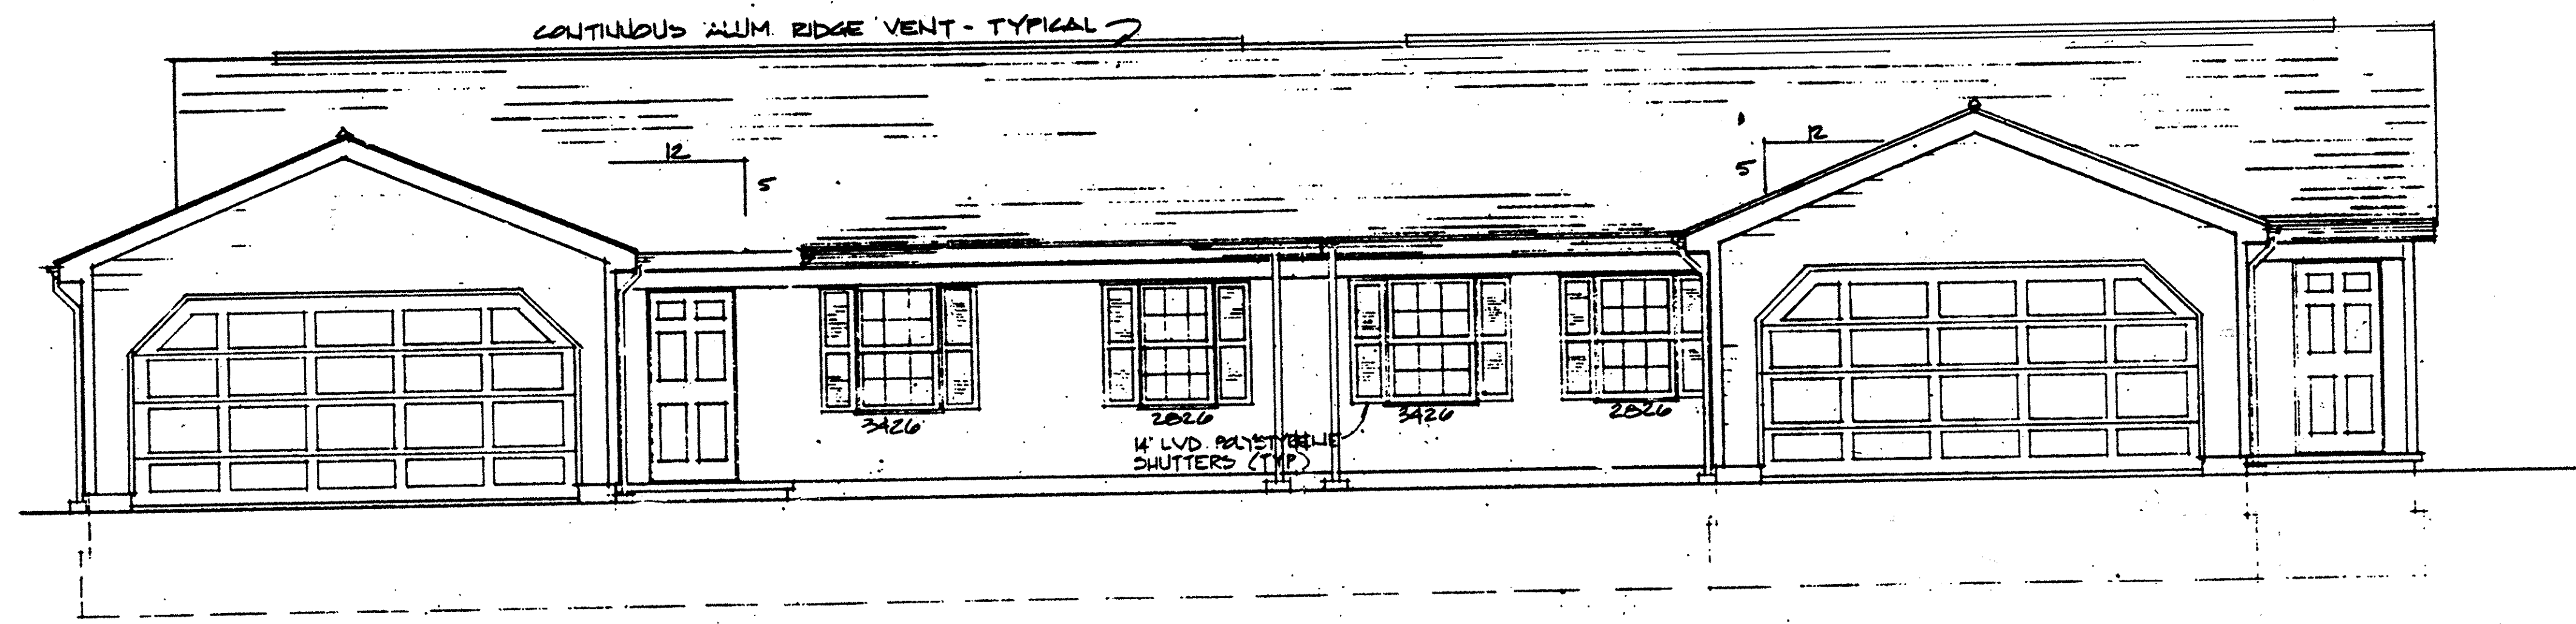 CONTINUOUS ALUM. RIDGE VENT - TYPICAL
12
5
12
5
3426
2826
3426
2826
14" LVD. POLYSTYRENE
SHUTTERS (TYP)